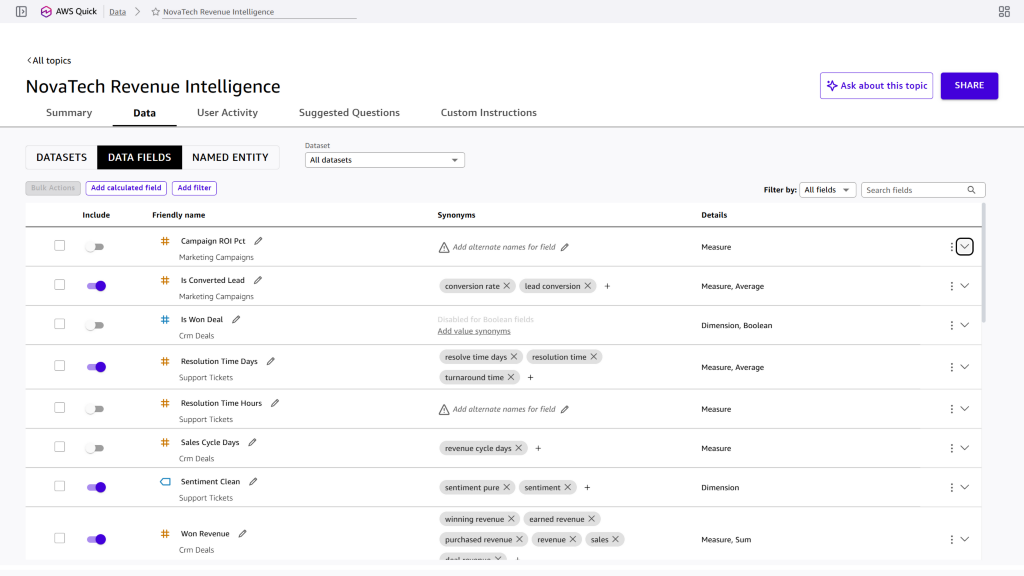 AWS Quick Data NovaTech Revenue Intelligence
All topics
NovaTech Revenue Intelligence
Ask about this topic SHARE
Summary Data User Activity Suggested Questions Custom Instructions
DATASETS DATA FIELDS NAMED ENTITY
Dataset
All datasets
Bulk Actions Add calculated field Add filter
Filter by: All fields Search fields
Include Friendly name Synonyms Details
Campaign ROI Pct
Marketing Campaigns
Add alternate names for field
Measure
Is Converted Lead
Marketing Campaigns
conversion rate lead conversion +
Measure, Average
Is Won Deal
Crm Deals
Disabled for Boolean fields
Add value synonyms
Dimension, Boolean
Resolution Time Days
Support Tickets
resolve time days resolution time
turnaround time +
Measure, Average
Resolution Time Hours
Support Tickets
Add alternate names for field
Measure
Sales Cycle Days
Crm Deals
revenue cycle days +
Measure
Sentiment Clean
Support Tickets
sentiment pure sentiment +
Dimension
Won Revenue
Crm Deals
winning revenue earned revenue
purchased revenue revenue sales
deal revenue +
Measure, Sum